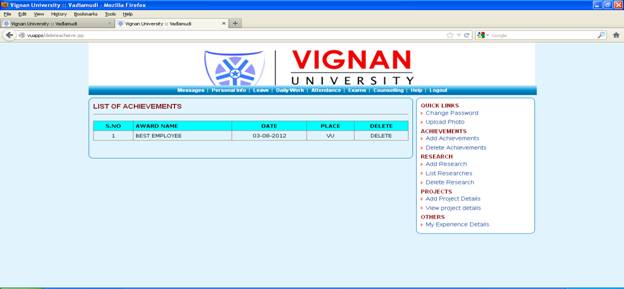 Vignan University :: Vadlamudi - Mozilla Firefox
File Edit View History Bookmarks Tools Help
Vignan University :: Vadlamudi × Vignan University :: Vadlamudi × +
vuapps/deleteachieve.jsp Google
VIGNAN
UNIVERSITY
Messages | Personal Info | Leave | Daily Work | Attendance | Exams | Counselling | Help | Logout
LIST OF ACHIEVEMENTS
S.NO AWARD NAME DATE PLACE DELETE
1 BEST EMPLOYEE 03-08-2012 VU DELETE
QUICK LINKS
Change Password
Upload Photo
ACHIEVEMENTS
Add Achievements
Delete Achievements
RESEARCH
Add Research
List Researches
Delete Research
PROJECTS
Add Project Details
View project details
OTHERS
My Experience Details